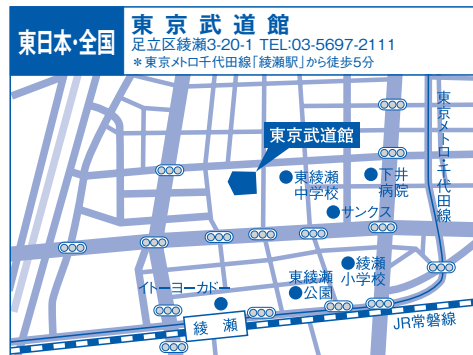 東日本・全国
東京武道館
足立区綾瀬3-20-1 TEL:03-5697-2111
＊東京メトロ千代田線「綾瀬駅」から徒歩5分
東京メトロ・千代田線
東京武道館
東綾瀬
中学校
下井
病院
サンクス
綾瀬
小学校
東綾瀬
公園
イトーヨーカドー
綾瀬
JR常磐線